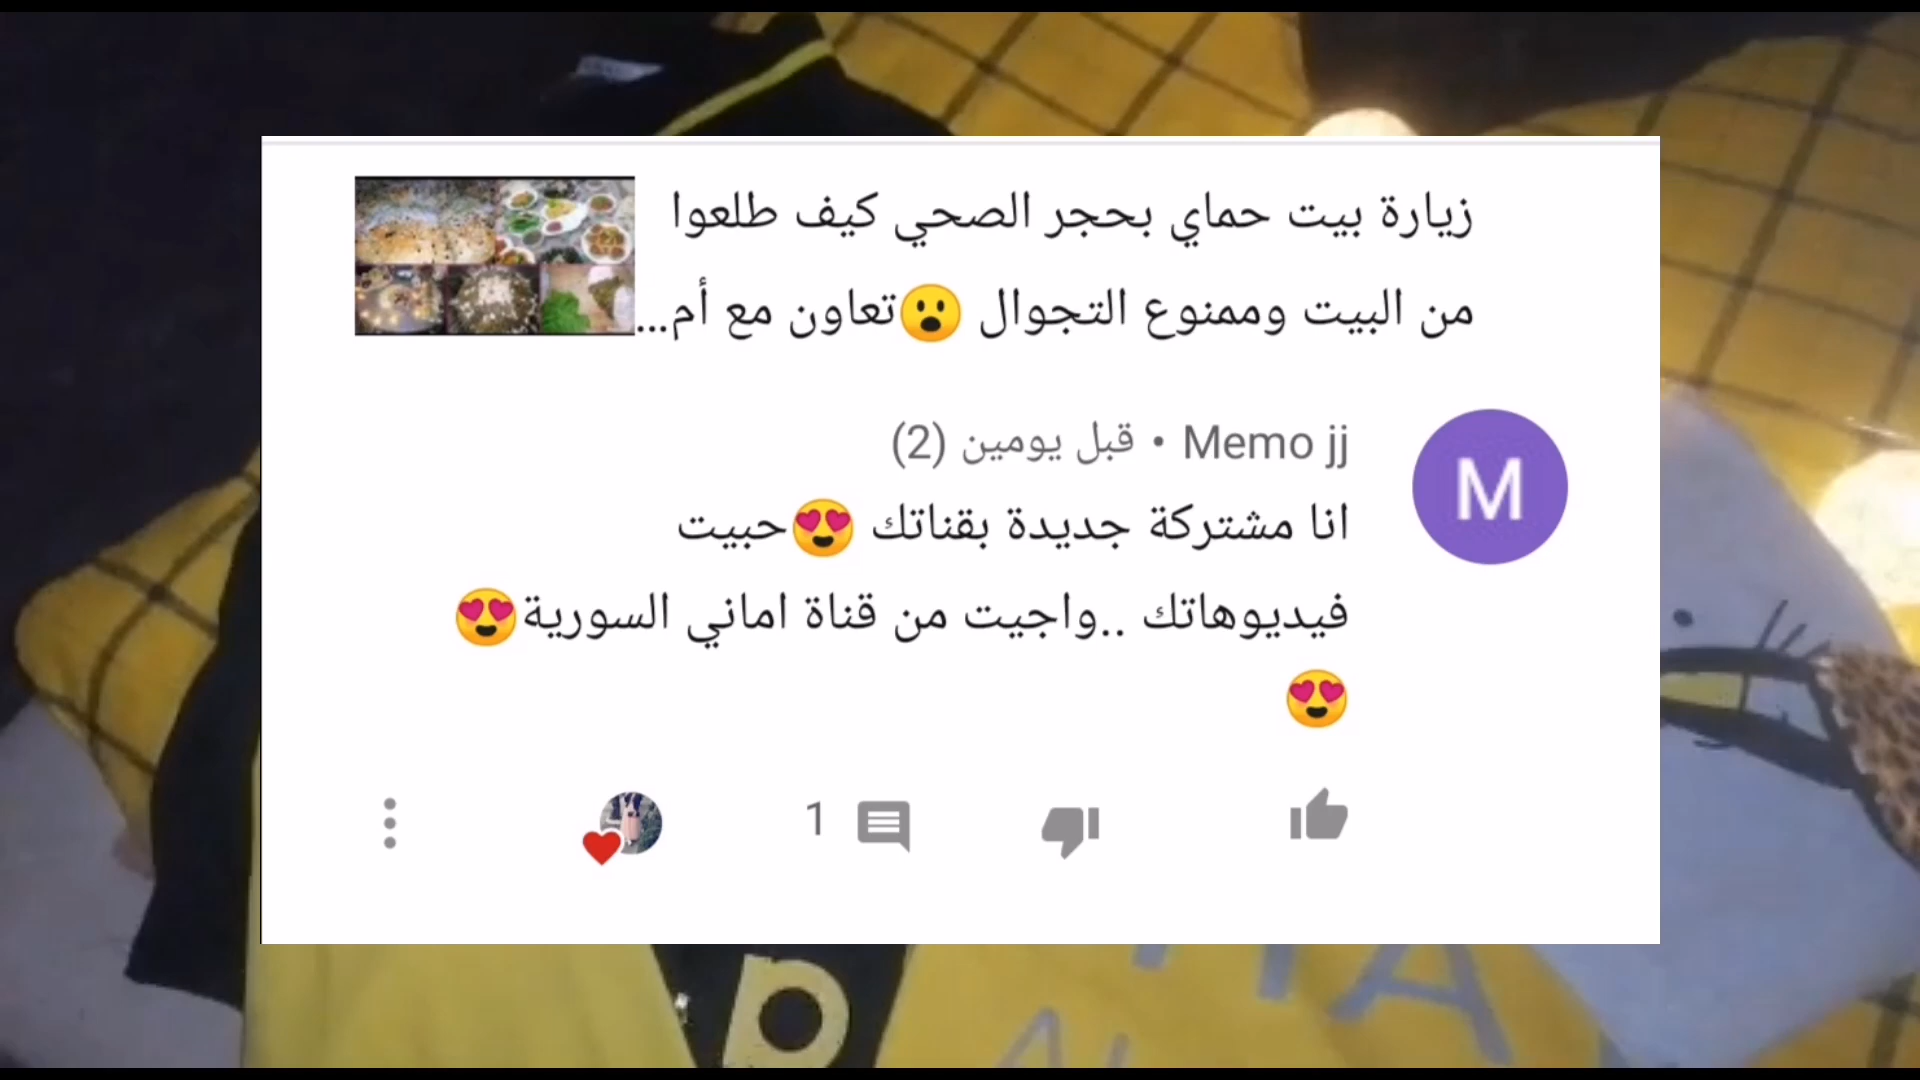 زيارة بيت حماي بحجر الصحي كيف طلعوا
من البيت وممنوع التجوال 😮تعاون مع أم...
Memo jj • قبل يومين (2)
M
انا مشتركة جديدة بقناتك 😍حبيت
فيديوهاتك ..واجيت من قناة اماني السورية😍
😍
1